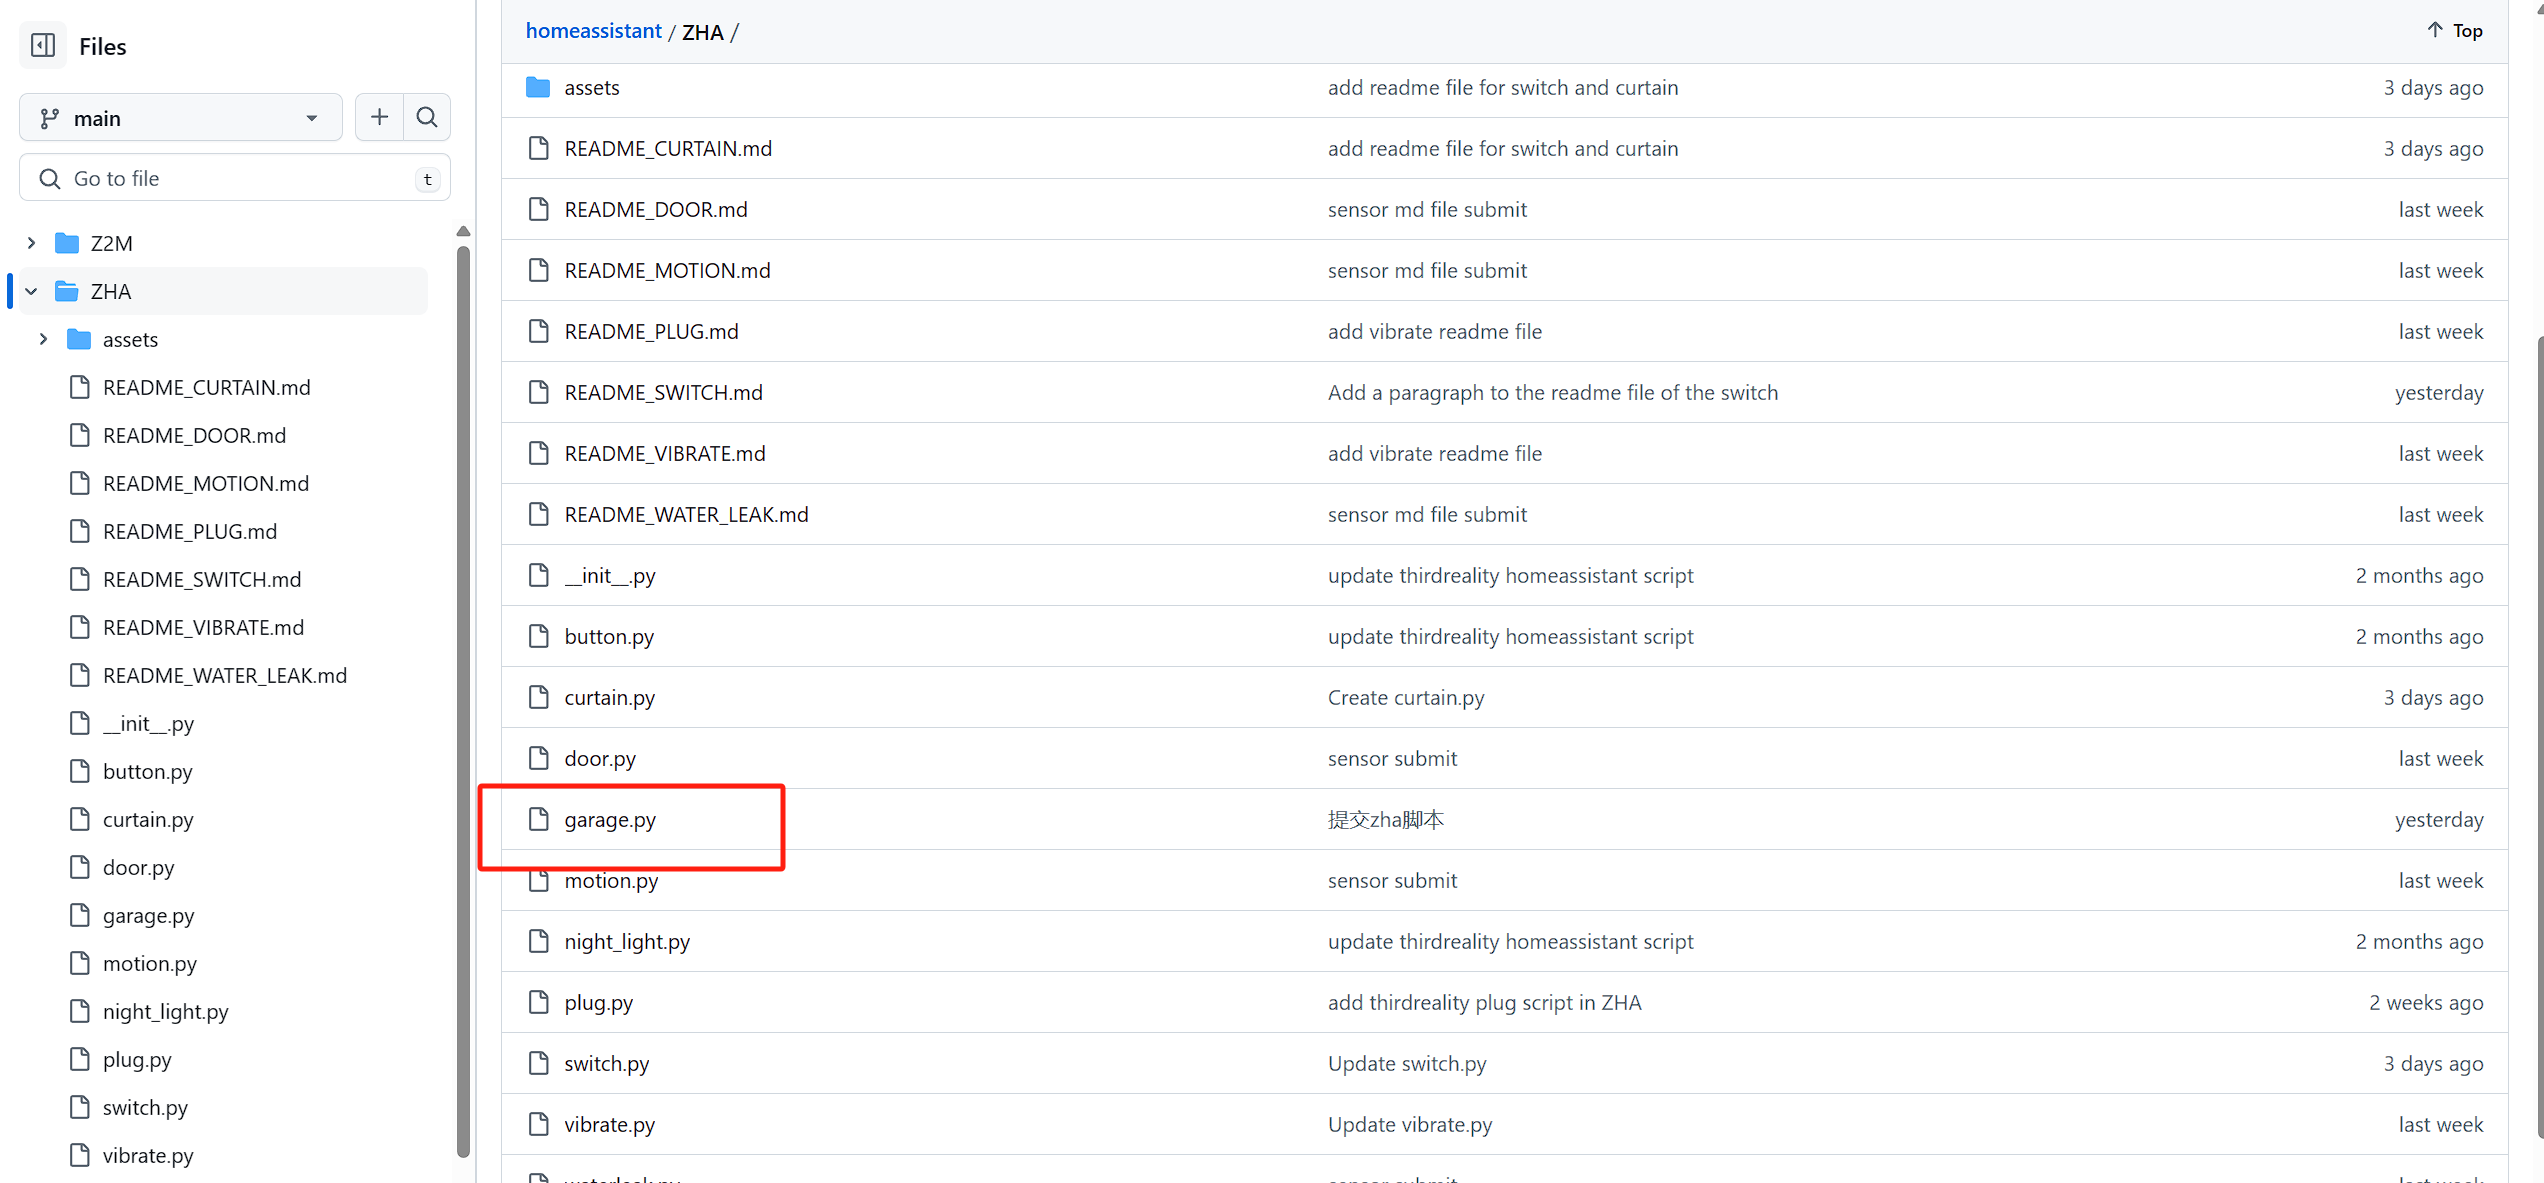 Files
main
Go to file
t
Z2M
ZHA
assets
README_CURTAIN.md
README_DOOR.md
README_MOTION.md
README_PLUG.md
README_SWITCH.md
README_VIBRATE.md
README_WATER_LEAK.md
__init__.py
button.py
curtain.py
door.py
garage.py
motion.py
night_light.py
plug.py
switch.py
vibrate.py
homeassistant / ZHA /
Top
assets add readme file for switch and curtain 3 days ago
README_CURTAIN.md add readme file for switch and curtain 3 days ago
README_DOOR.md sensor md file submit last week
README_MOTION.md sensor md file submit last week
README_PLUG.md add vibrate readme file last week
README_SWITCH.md Add a paragraph to the readme file of the switch yesterday
README_VIBRATE.md add vibrate readme file last week
README_WATER_LEAK.md sensor md file submit last week
__init__.py update thirdreality homeassistant script 2 months ago
button.py update thirdreality homeassistant script 2 months ago
curtain.py Create curtain.py 3 days ago
door.py sensor submit last week
garage.py 提交zha脚本 yesterday
motion.py sensor submit last week
night_light.py update thirdreality homeassistant script 2 months ago
plug.py add thirdreality plug script in ZHA 2 weeks ago
switch.py Update switch.py 3 days ago
vibrate.py Update vibrate.py last week